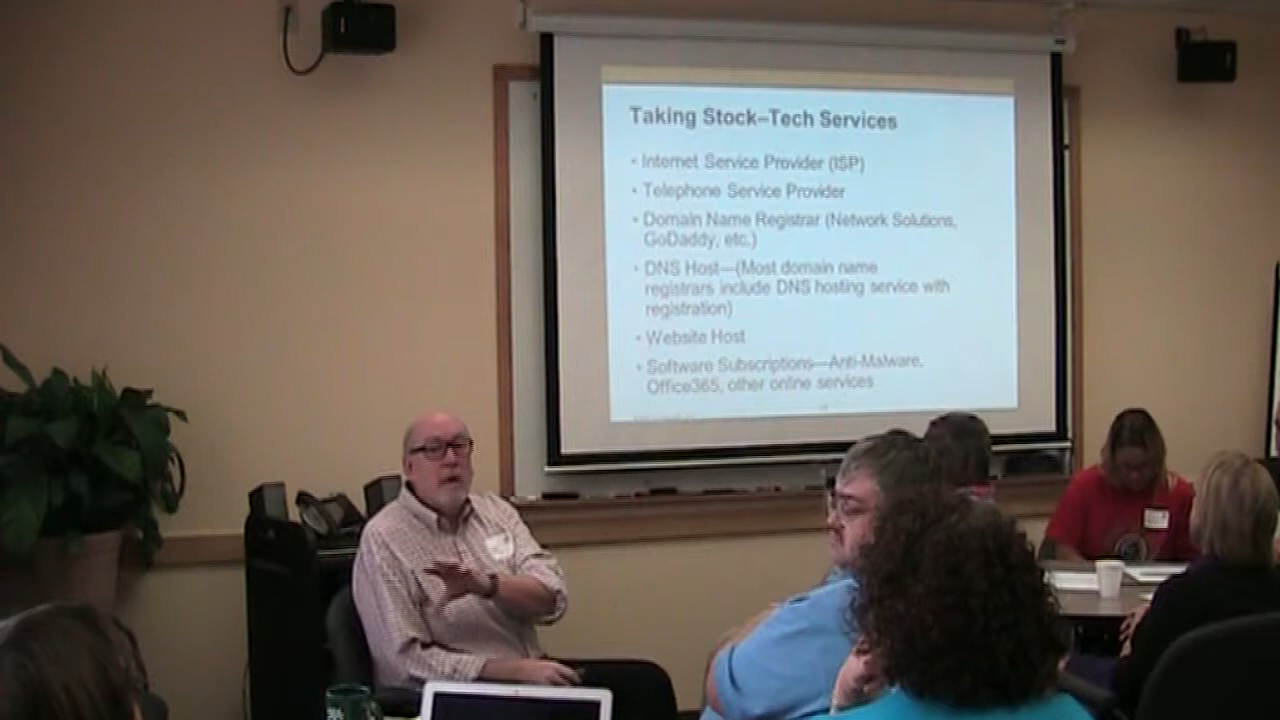 Taking Stock–Tech Services
• Internet Service Provider (ISP)
• Telephone Service Provider
• Domain Name Registrar (Network Solutions,
GoDaddy, etc.)
• DNS Host—(Most domain name
registrars include DNS hosting service with
registration)
• Website Host
• Software Subscriptions—Anti-Malware,
Office365, other online services